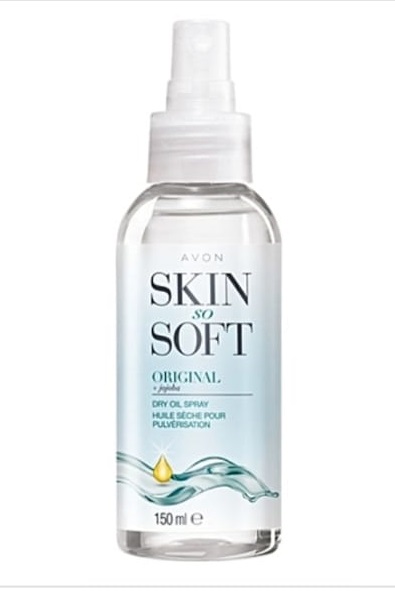 AVON
SKIN
so
SOFT
ORIGINAL
+ jojoba
DRY OIL SPRAY
HUILE SÈCHE POUR
PULVÉRISATION
150 ml ℮